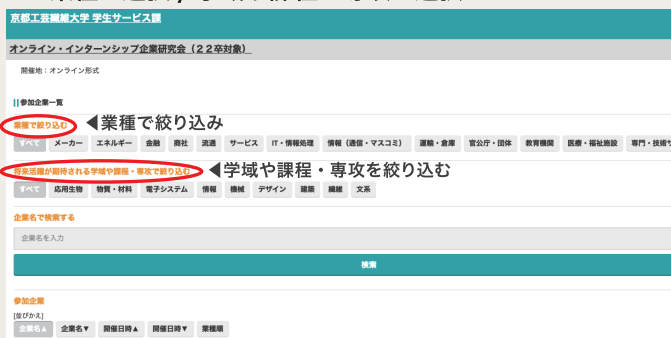 京都工芸繊維大学 学生サービス課
オンライン・インターンシップ企業研究会(22卒対象)
開催地:オンライン形式
参加企業一覧
業種で絞り込む ◀業種で絞り込み
すべて メーカー エネルギー 金融 商社 流通 サービス IT・情報処理 情報(通信・マスコミ) 運輸・倉庫 官公庁・団体 教育機関 医療・福祉施設 専門・技術サ
将来活躍が期待される学域や課程・専攻で絞り込む ◀学域や課程・専攻を絞り込む
すべて 応用生物 物質・材料 電子システム 情報 機械 デザイン 建築 繊維 文系
企業名で検索する
企業名を入力
検索
参加企業
[並びかえ]
企業名▲ 企業名▼ 開催日時▲ 開催日時▼ 業種順